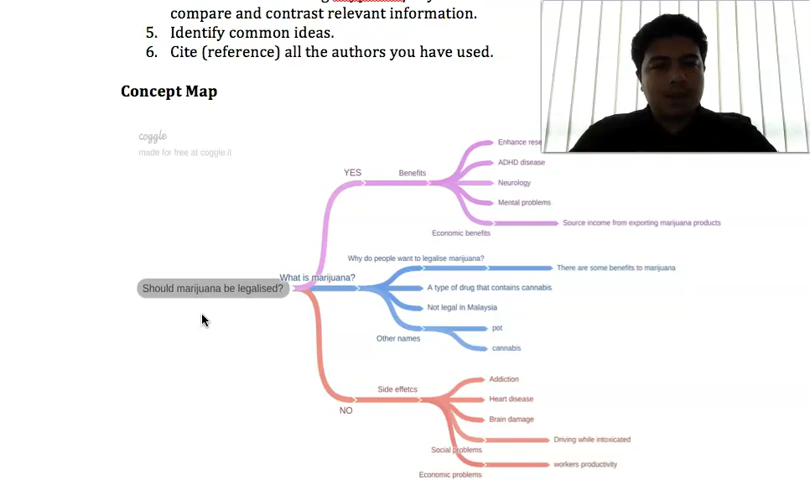 compare and contrast relevant information.
5. Identify common ideas.
6. Cite (reference) all the authors you have used.
Concept Map
coggle
made for free at coggle.it
Should marijuana be legalised?
YES
Benefits
Enhance rese
ADHD disease
Neurology
Mental problems
Economic benefits
Source income from exporting marijuana products
What is marijuana?
Why do people want to legalise marijuana?
There are some benefits to marijuana
A type of drug that contains cannabis
Not legal in Malaysia
Other names
pot
cannabis
NO
Side effetcs
Addiction
Heart disease
Brain damage
Social problems
Driving while intoxicated
Economic problems
workers productivity